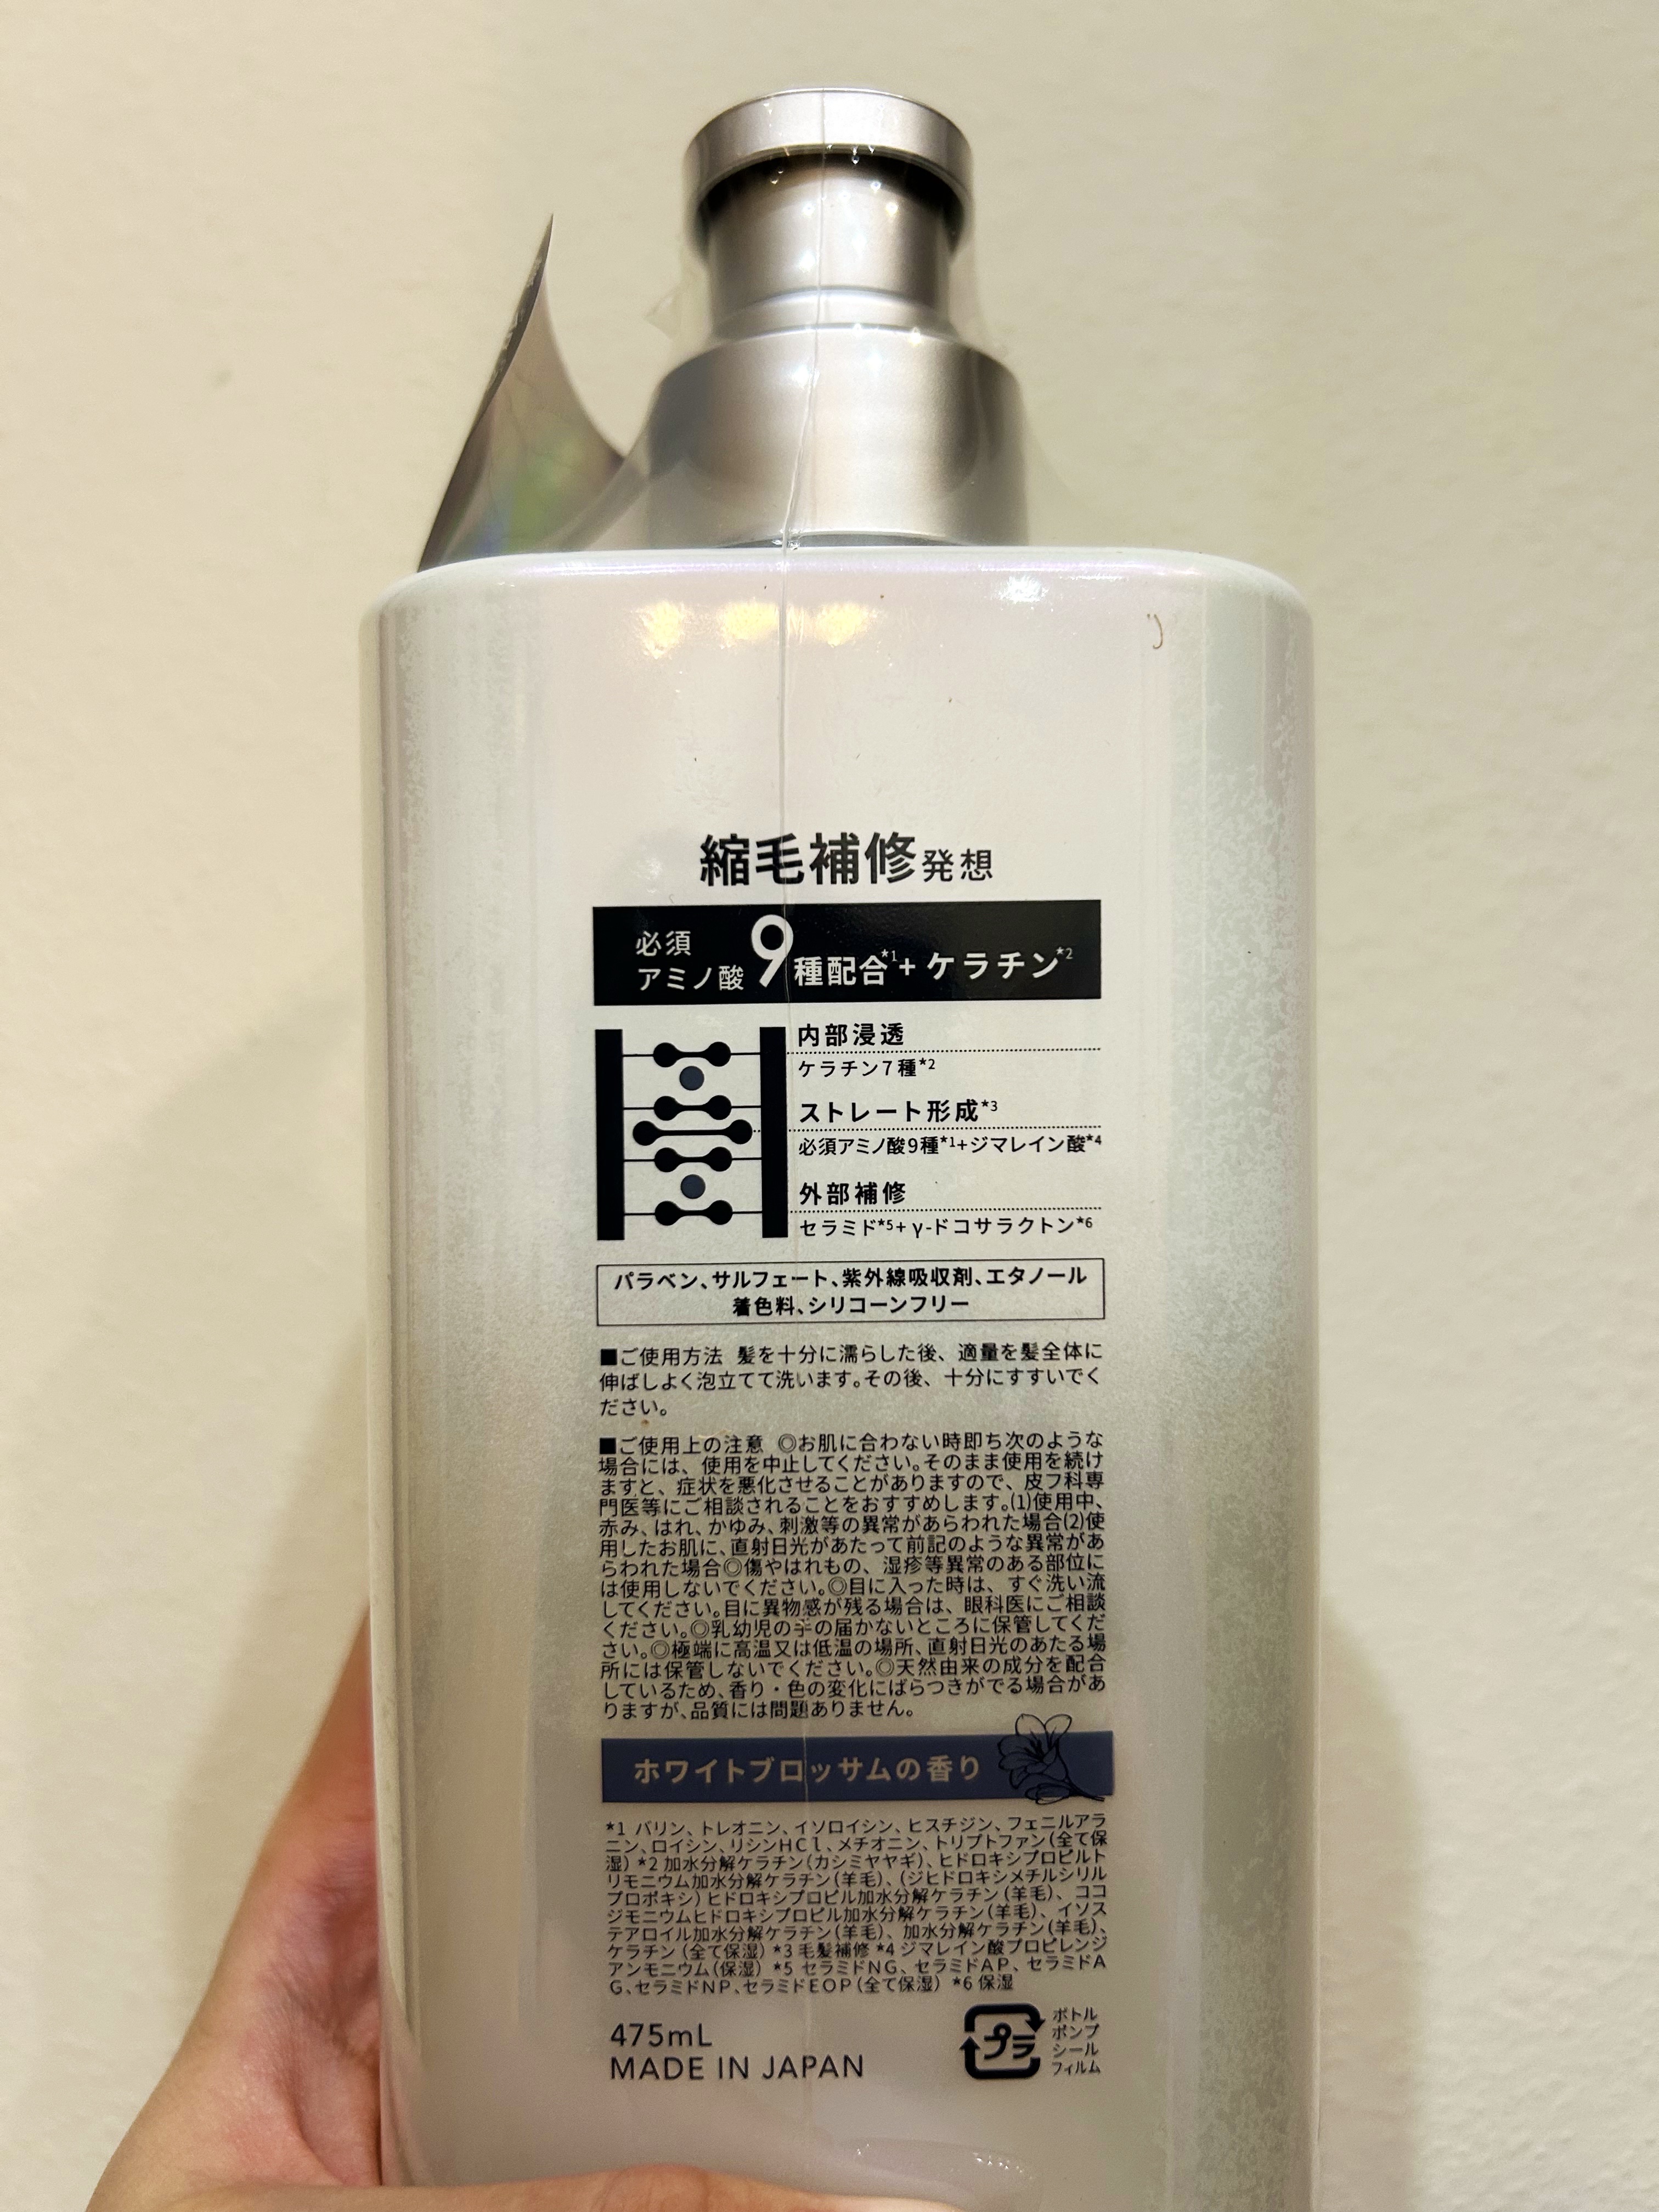 縮毛補修発想
必須
アミノ酸 9種配合*1+ケラチン*2
内部浸透
ケラチン7種*2
ストレート形成*3
必須アミノ酸9種*1+ジマレイン酸*4
外部補修
セラミド*5+γ-ドコサラクトン*6
パラベン、サルフェート、紫外線吸収剤、エタノール
着色料、シリコーンフリー
■ご使用方法 髪を十分に濡らした後、適量を髪全体に
伸ばしよく泡立てて洗います。その後、十分にすすいでく
ださい。
■ご使用上の注意 ◎お肌に合わない時即ち次のような
場合には、使用を中止してください。そのまま使用を続け
ますと、症状を悪化させることがありますので、皮フ科専
門医等にご相談されることをおすすめします。(1)使用中、
赤み、はれ、かゆみ、刺激等の異常があらわれた場合(2)使
用したお肌に、直射日光があたって前記のような異常があ
らわれた場合◎傷やはれもの、湿疹等異常のある部位に
は使用しないでください。◎目に入った時は、すぐ洗い流
してください。目に異物感が残る場合は、眼科医にご相談
ください。◎乳幼児の手の届かないところに保管してくだ
さい。◎極端に高温又は低温の場所、直射日光のあたる場
所には保管しないでください。◎天然由来の成分を配合
しているため、香り・色の変化にばらつきがでる場合があ
りますが、品質には問題ありません。
ホワイトブロッサムの香り
*1 バリン、トレオニン、イソロイシン、ヒスチジン、フェニルアラ
ニン、ロイシン、リシンHCl、メチオニン、トリプトファン(全て保
湿) *2 加水分解ケラチン(カシミヤヤギ)、ヒドロキシプロピルト
リモニウム加水分解ケラチン(羊毛)、(ジヒドロキシメチルシリル
プロポキシ)ヒドロキシプロピル加水分解ケラチン(羊毛)、ココ
ジモニウムヒドロキシプロピル加水分解ケラチン(羊毛)、イソス
テアロイル加水分解ケラチン(羊毛)、加水分解ケラチン(羊毛)、
ケラチン(全て保湿) *3 毛髪補修 *4 ジマレイン酸プロピレンジ
アンモニウム(保湿) *5 セラミドNG、セラミドAP、セラミドA
G、セラミドNP、セラミドEOP(全て保湿) *6 保湿
475mL
MADE IN JAPAN
プラ
ボトル
ポンプ
シール
フィルム